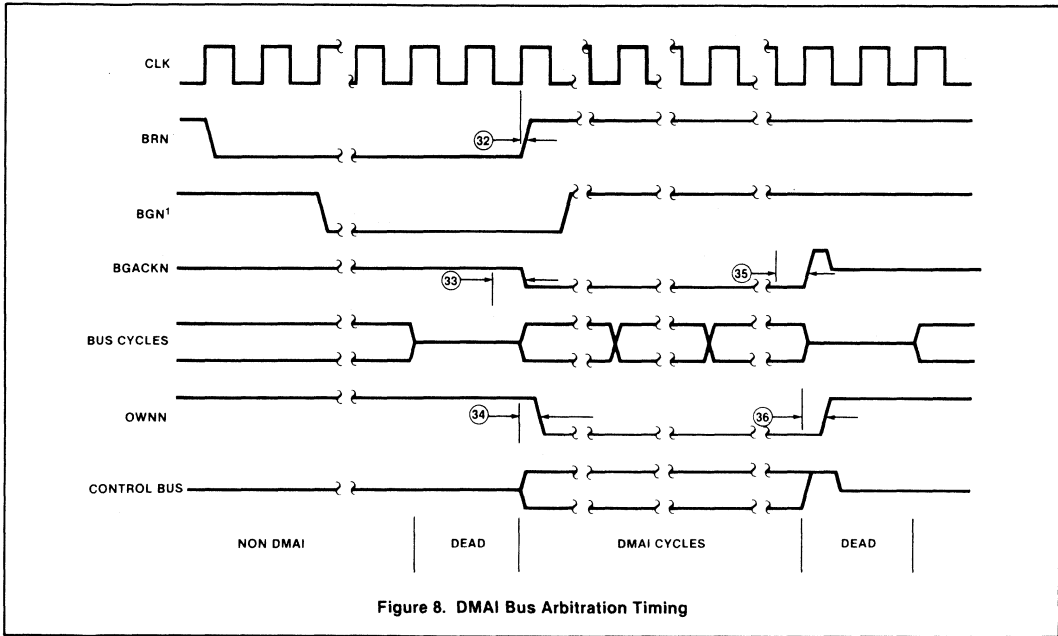 CLK
BRN
32
BGN1
BGACKN
33
35
BUS CYCLES
OWNN
34
36
CONTROL BUS
NON DMAI DEAD DMAI CYCLES DEAD
Figure 8. DMAI Bus Arbitration Timing